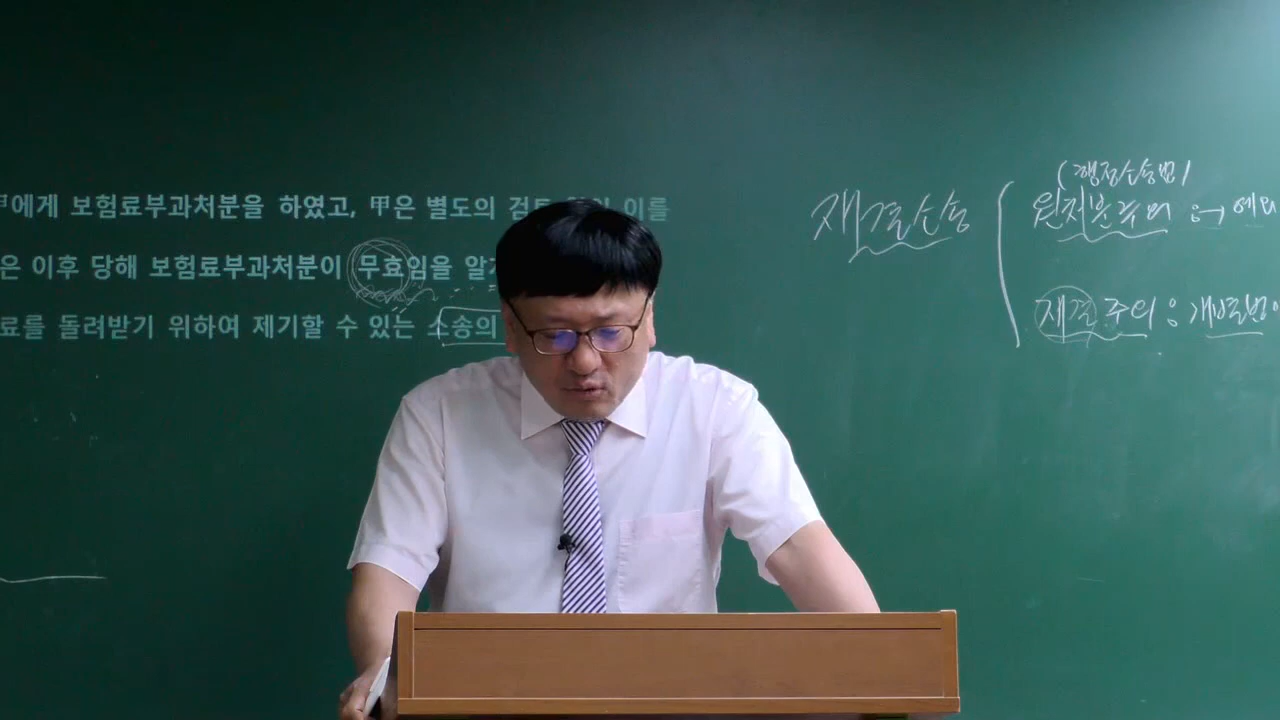 에게 보험료부과처분을 하였고, 甲은 별도의 검토 이를
은 이후 당해 보험료부과처분이 무효임을 알
료를 돌려받기 위하여 제기할 수 있는 소송의
재결소송
(행정소송법)
원처분주의 :→
재결주의 : 개별법